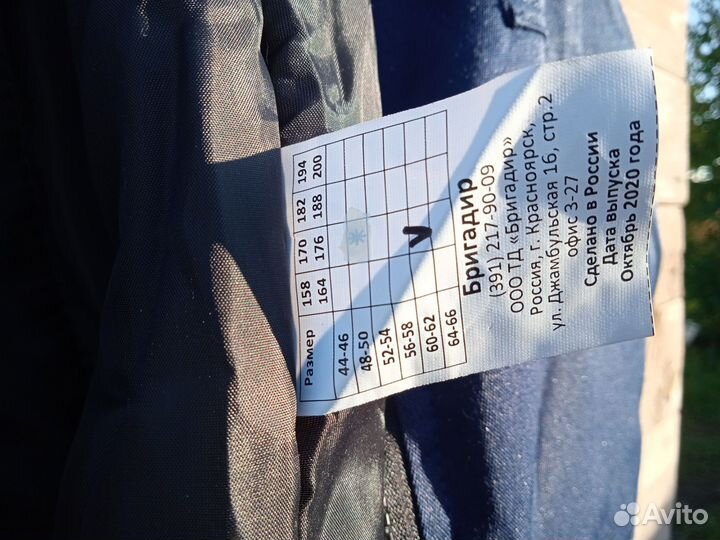 Размер 158 164 170 176 182 188 194 200
44-46
48-50
52-54
56-58 V
60-62
64-66
Бригадир
(391) 217-90-09
ООО ТД «Бригадир»
Россия, г. Красноярск,
ул. Джамбульская 16, стр.2
офис 3-27
Сделано в России
Дата выпуска
Октябрь 2020 года
Avito